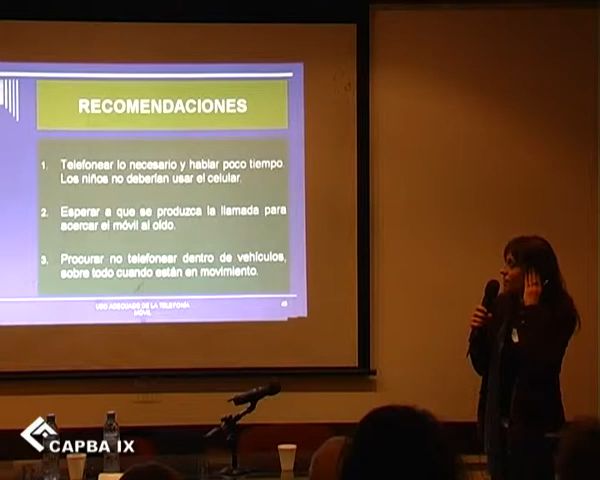 RECOMENDACIONES
1. Telefonear lo necesario y hablar poco tiempo.
Los niños no deberían usar el celular.
2. Esperar a que se produzca la llamada para
acercar el móvil al oído.
3. Procurar no telefonear dentro de vehículos,
sobre todo cuando están en movimiento.
USO ADECUADO DE LA TELEFONÍA
MÓVIL
CAPBA IX